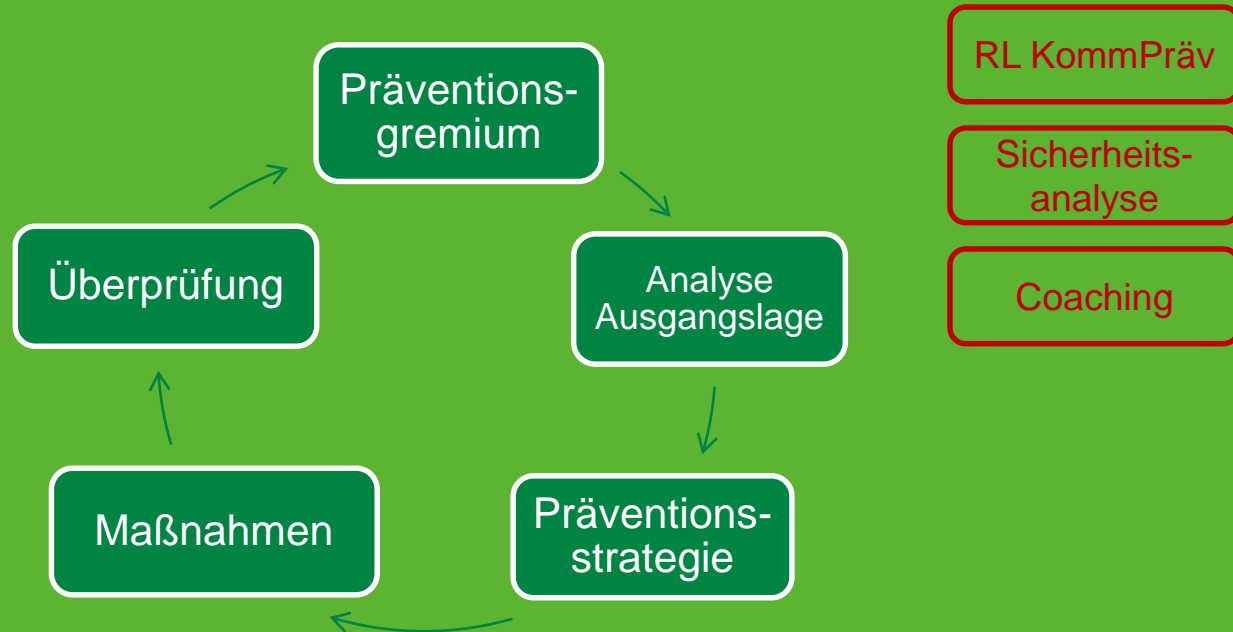 Präventions-
gremium
Analyse
Ausgangslage
Präventions-
strategie
Maßnahmen
Überprüfung
RL KommPräv
Sicherheits-
analyse
Coaching